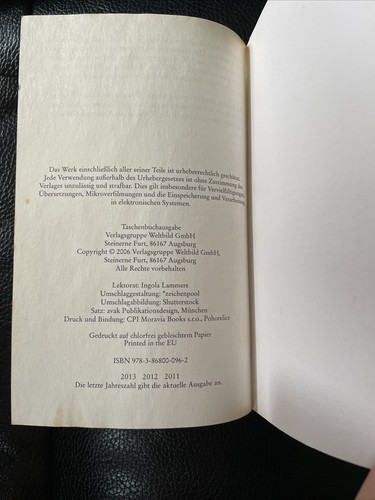 Das Werk einschließlich aller seiner Teile ist urheberrechtlich geschützt.
Jede Verwendung außerhalb des Urhebergesetzes ist ohne Zustimmung des
Verlages unzulässig und strafbar. Dies gilt insbesondere für Vervielfältigungen,
Übersetzungen, Mikroverfilmungen und die Einspeicherung und Verarbeitung
in elektronischen Systemen.
Taschenbuchausgabe
Verlagsgruppe Weltbild GmbH
Steinerne Furt, 86167 Augsburg
Copyright © 2006 Verlagsgruppe Weltbild GmbH,
Steinerne Furt, 86167 Augsburg
Alle Rechte vorbehalten
Lektorst: Ingola Lammers
Umschlaggestaltung: *zeichenpool
Umschlagabbildung: Shutterstock
Satz: avak Publikationsdesign, München
Druck und Bindung: CPI Moravia Books s.r.o., Pohorelice
Gedruckt auf chlorfrei gebleichtem Papier
Printed in the EU
ISBN 978-3-86800-096-2
2013 2012 2011
Die letzte Jahreszahl gibt die aktuelle Ausgabe an.